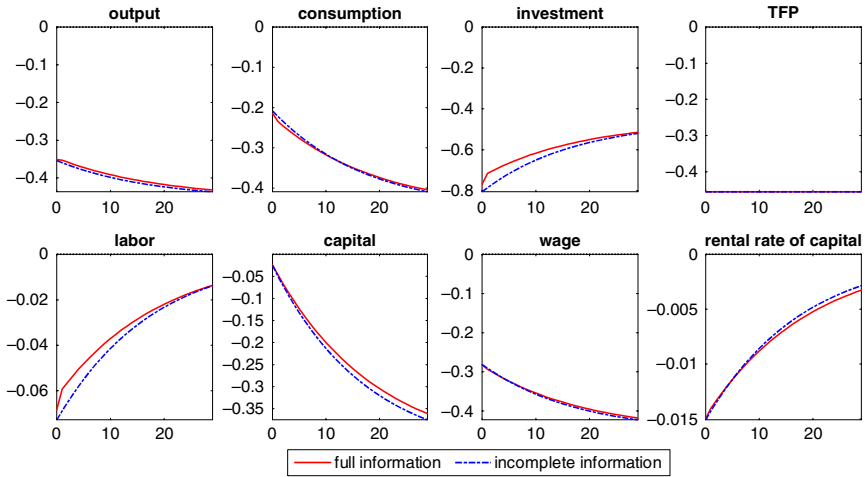 output
consumption
investment
TFP
0
−0.1
−0.2
−0.3
−0.4
0 10 20
0
−0.1
−0.2
−0.3
−0.4
0 10 20
0
−0.2
−0.4
−0.6
−0.8
0 10 20
0
−0.1
−0.2
−0.3
−0.4
0 10 20
labor
capital
wage
rental rate of capital
0
−0.02
−0.04
−0.06
0 10 20
−0.05
−0.1
−0.15
−0.2
−0.25
−0.3
−0.35
0 10 20
0
−0.1
−0.2
−0.3
−0.4
0 10 20
0
−0.005
−0.01
−0.015
0 10 20
full information
incomplete information